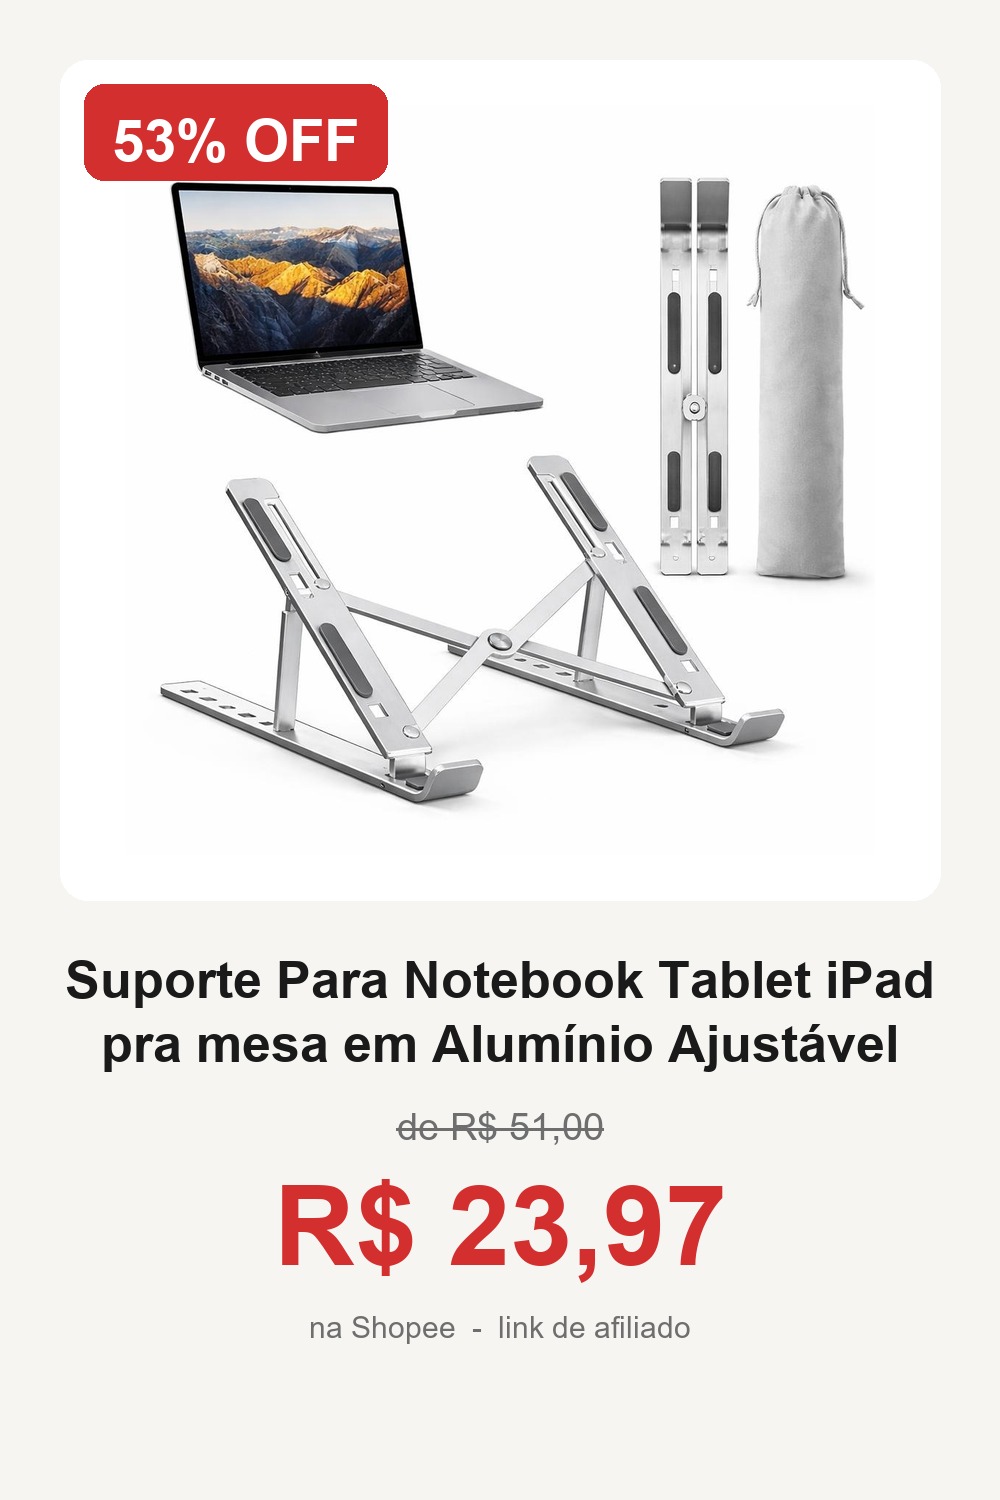 53% OFF
Suporte Para Notebook Tablet iPad
pra mesa em Alumínio Ajustável
de R$ 51,00
R$ 23,97
na Shopee - link de afiliado